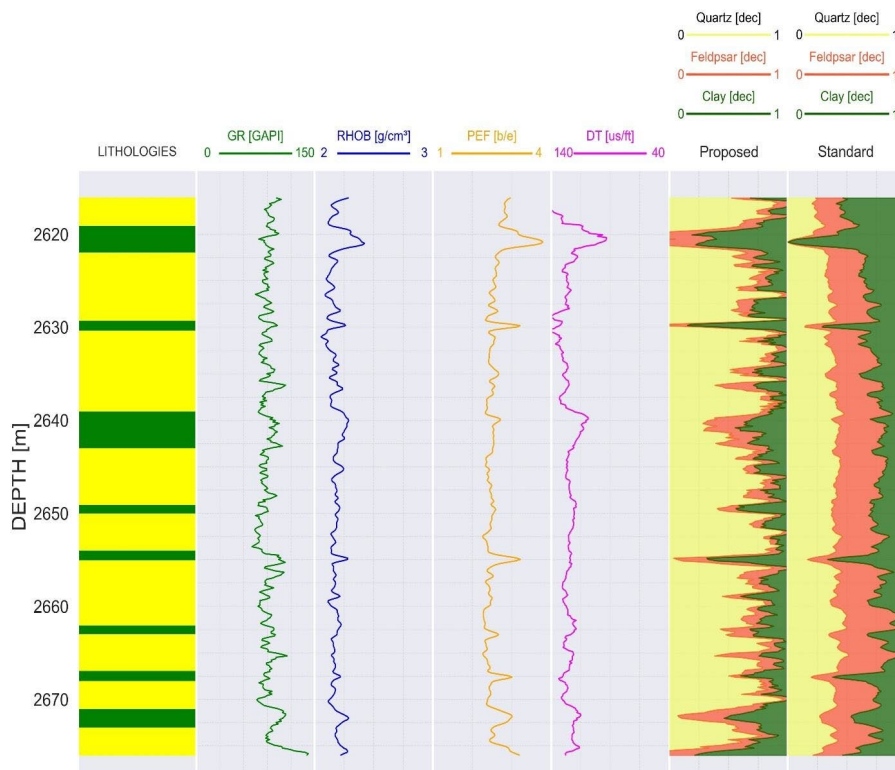 Quartz [dec] Quartz [dec]
0 1 0 1
Feldpsar [dec] Feldpsar [dec]
0 1 0 1
Clay [dec] Clay [dec]
0 1 0 1
GR [GAPI] RHOB [g/cm³] PEF [b/e] DT [us/ft]
LITHOLOGIES 0 150 2 3 1 4 140 40 Proposed Standard
DEPTH [m]
2620
2630
2640
2650
2660
2670